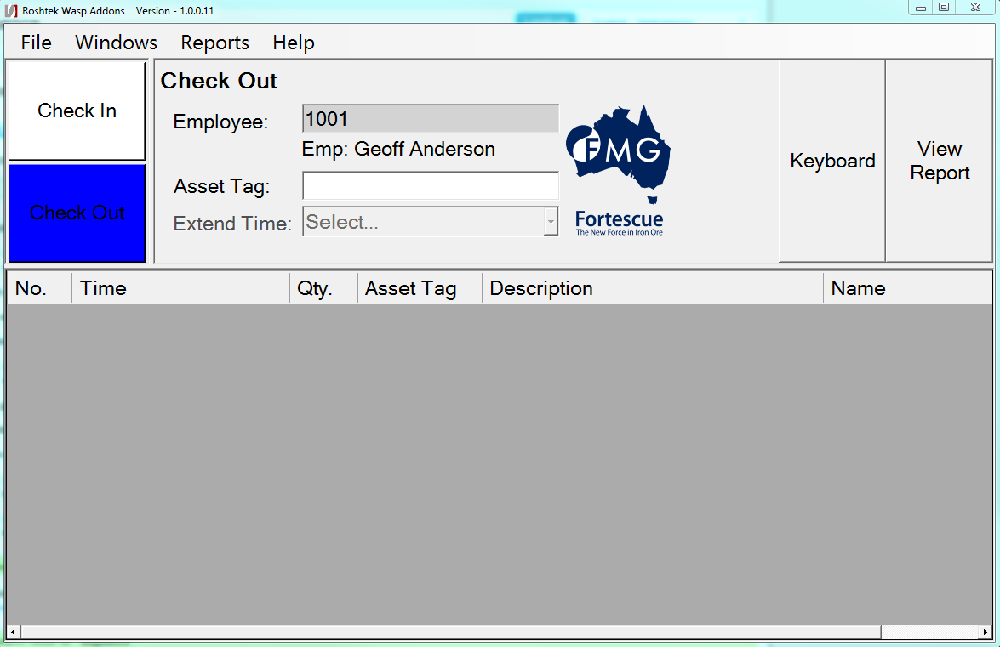 Roshtek Wasp Addons Version - 1.0.0.11
File Windows Reports Help
Check In
Check Out
Check Out
Employee: 1001
Emp: Geoff Anderson
Asset Tag:
Extend Time: Select...
FMG
Fortescue
The New Force in Iron Ore
Keyboard
View
Report
No. Time Qty. Asset Tag Description Name